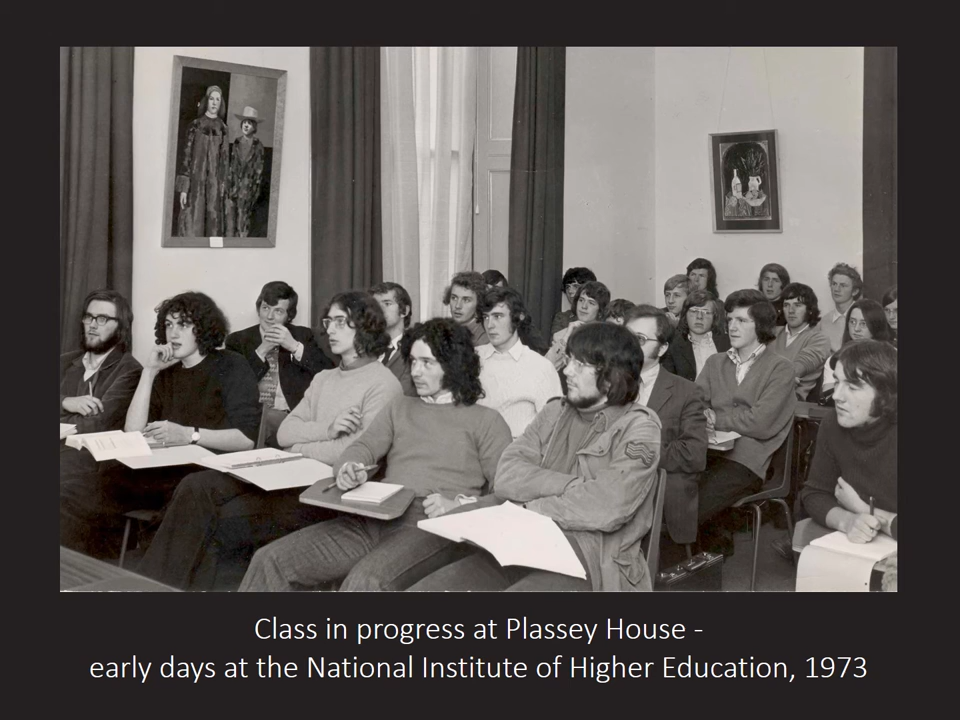 Class in progress at Plassey House -
early days at the National Institute of Higher Education, 1973